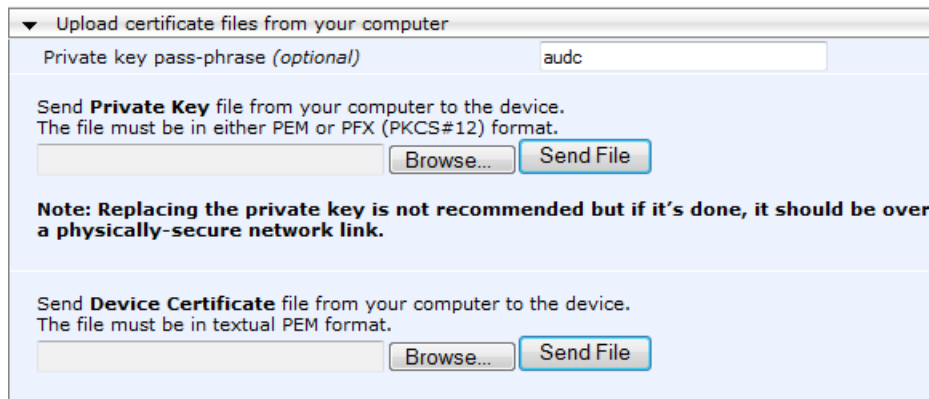 Upload certificate files from your computer
Private key pass-phrase (optional) audc
Send Private Key file from your computer to the device.
The file must be in either PEM or PFX (PKCS#12) format.
Browse... Send File
Note: Replacing the private key is not recommended but if it's done, it should be over
a physically-secure network link.
Send Device Certificate file from your computer to the device.
The file must be in textual PEM format.
Browse... Send File